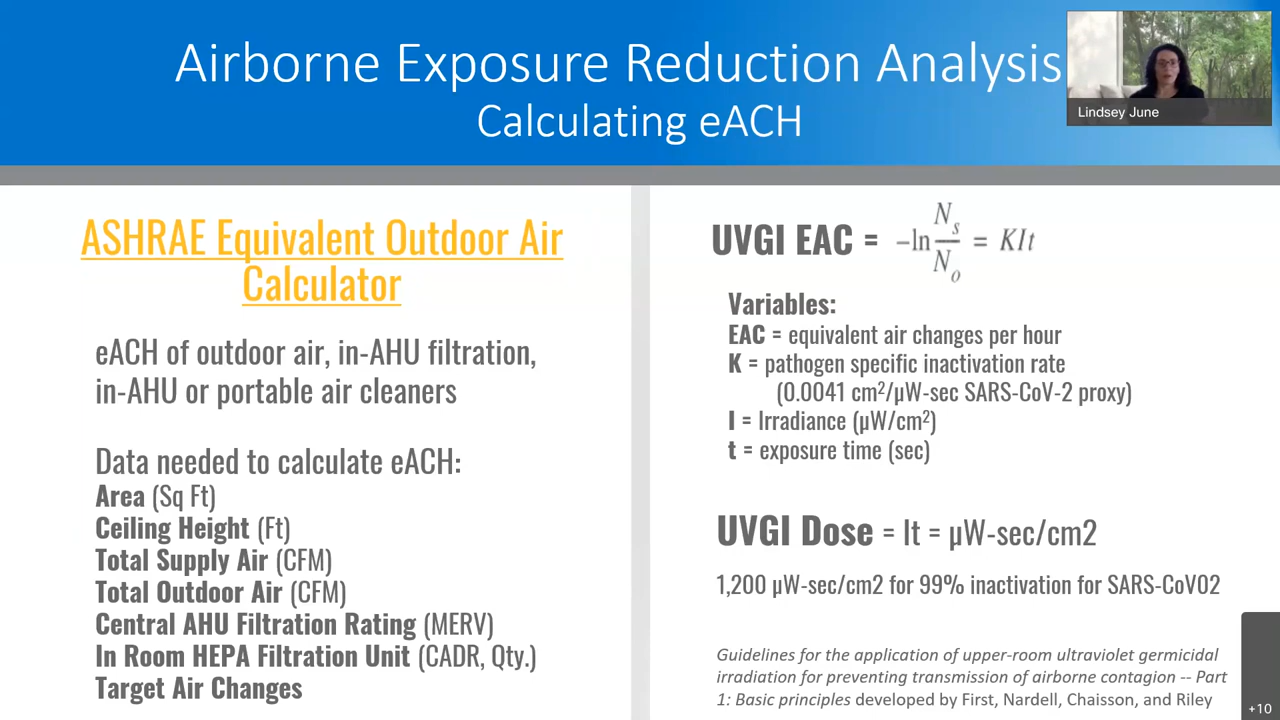 Airborne Exposure Reduction Analysis
Calculating eACH
Lindsey June
ASHRAE Equivalent Outdoor Air
Calculator
eACH of outdoor air, in-AHU filtration,
in-AHU or portable air cleaners
Data needed to calculate eACH:
Area (Sq Ft)
Ceiling Height (Ft)
Total Supply Air (CFM)
Total Outdoor Air (CFM)
Central AHU Filtration Rating (MERV)
In Room HEPA Filtration Unit (CADR, Qty.)
Target Air Changes
UVGI EAC = −ln Ns/No = KIt
Variables:
EAC = equivalent air changes per hour
K = pathogen specific inactivation rate
(0.0041 cm²/µW-sec SARS-CoV-2 proxy)
I = Irradiance (µW/cm²)
t = exposure time (sec)
UVGI Dose = It = µW-sec/cm2
1,200 µW-sec/cm2 for 99% inactivation for SARS-CoV02
Guidelines for the application of upper-room ultraviolet germicidal
irradiation for preventing transmission of airborne contagion -- Part
1: Basic principles developed by First, Nardell, Chaisson, and Riley
+10